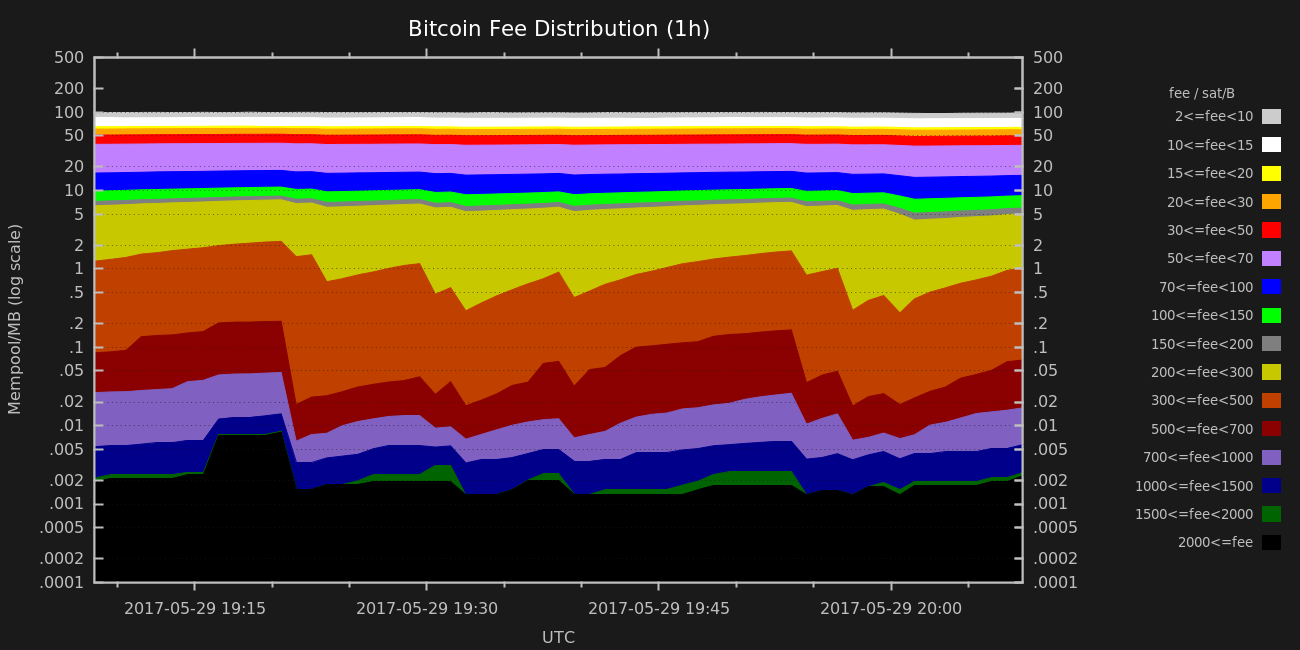 Bitcoin Fee Distribution (1h)
500
200
100
50
20
10
5
2
1
.5
.2
.1
.05
.02
.01
.005
.002
.001
.0005
.0002
.0001
Mempool/MB (log scale)
500
200
100
50
20
10
5
2
1
.5
.2
.1
.05
.02
.01
.005
.002
.001
.0005
.0002
.0001
2017-05-29 19:15 2017-05-29 19:30 2017-05-29 19:45 2017-05-29 20:00
UTC
fee / sat/B
2<=fee<10
10<=fee<15
15<=fee<20
20<=fee<30
30<=fee<50
50<=fee<70
70<=fee<100
100<=fee<150
150<=fee<200
200<=fee<300
300<=fee<500
500<=fee<700
700<=fee<1000
1000<=fee<1500
1500<=fee<2000
2000<=fee